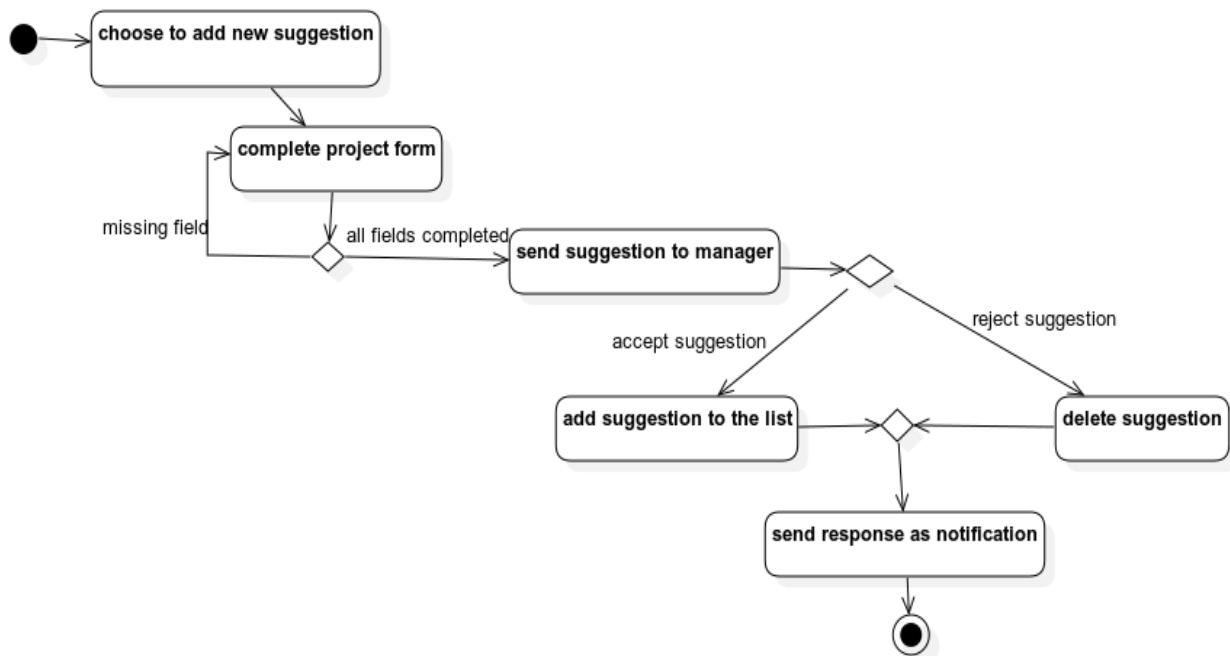 choose to add new suggestion
complete project form
missing field
all fields completed
send suggestion to manager
accept suggestion
reject suggestion
add suggestion to the list
delete suggestion
send response as notification